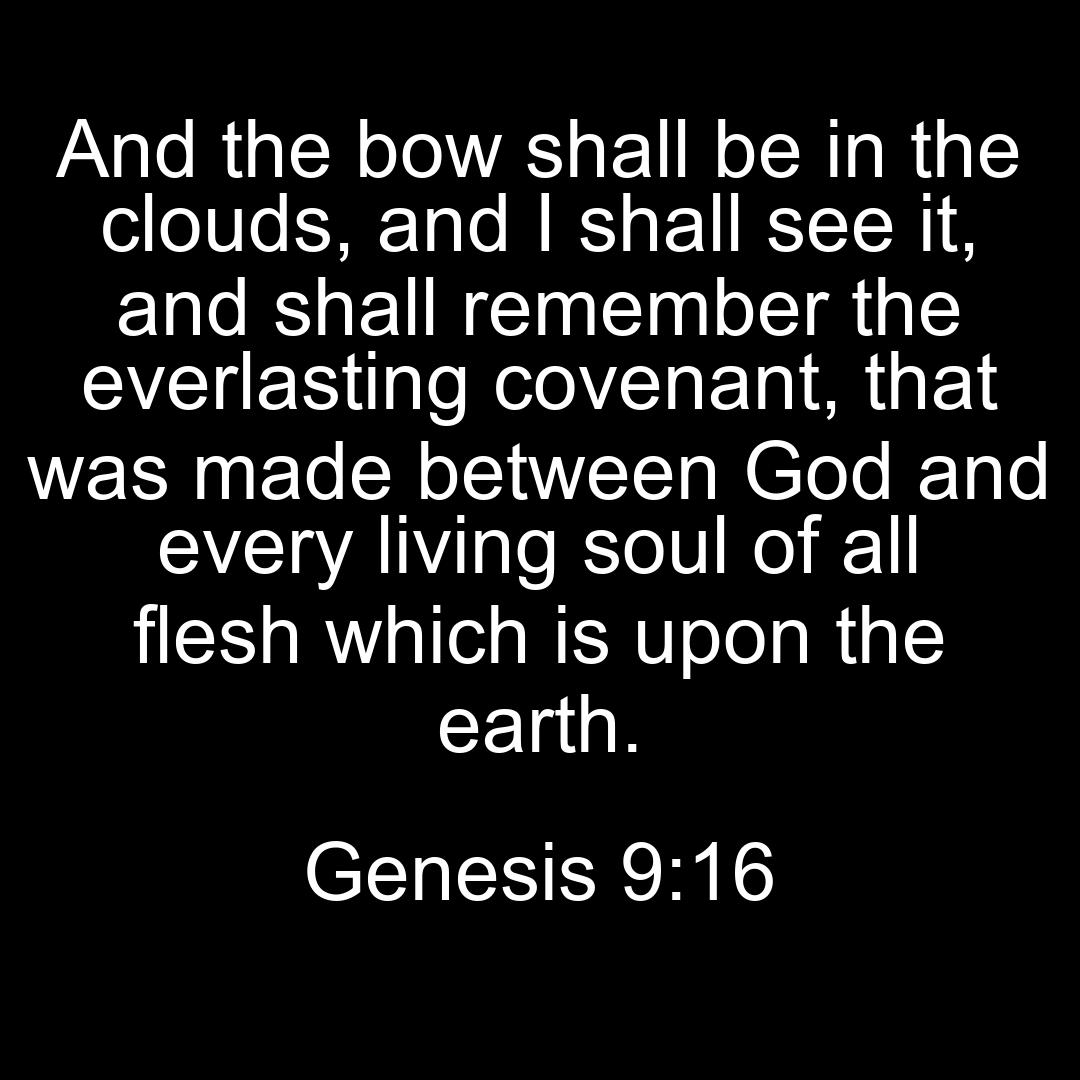 And the bow shall be in the
clouds, and I shall see it,
and shall remember the
everlasting covenant, that
was made between God and
every living soul of all
flesh which is upon the
earth.
Genesis 9:16